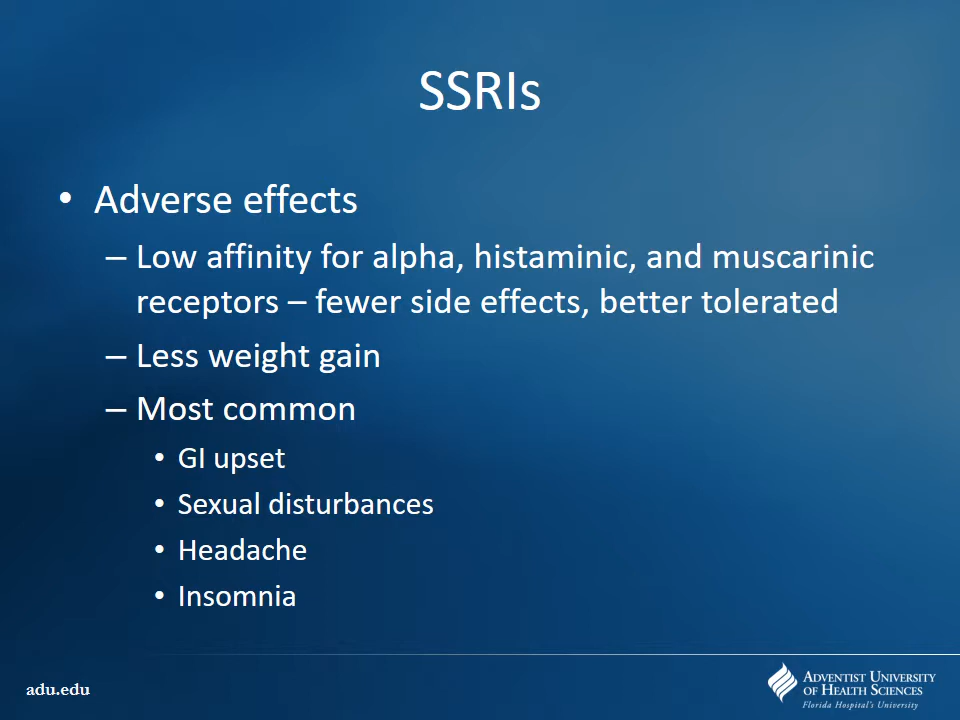 SSRIs
• Adverse effects
– Low affinity for alpha, histaminic, and muscarinic
receptors – fewer side effects, better tolerated
– Less weight gain
– Most common
• GI upset
• Sexual disturbances
• Headache
• Insomnia
adu.edu
ADVENTIST UNIVERSITY
OF HEALTH SCIENCES
Florida Hospital's University